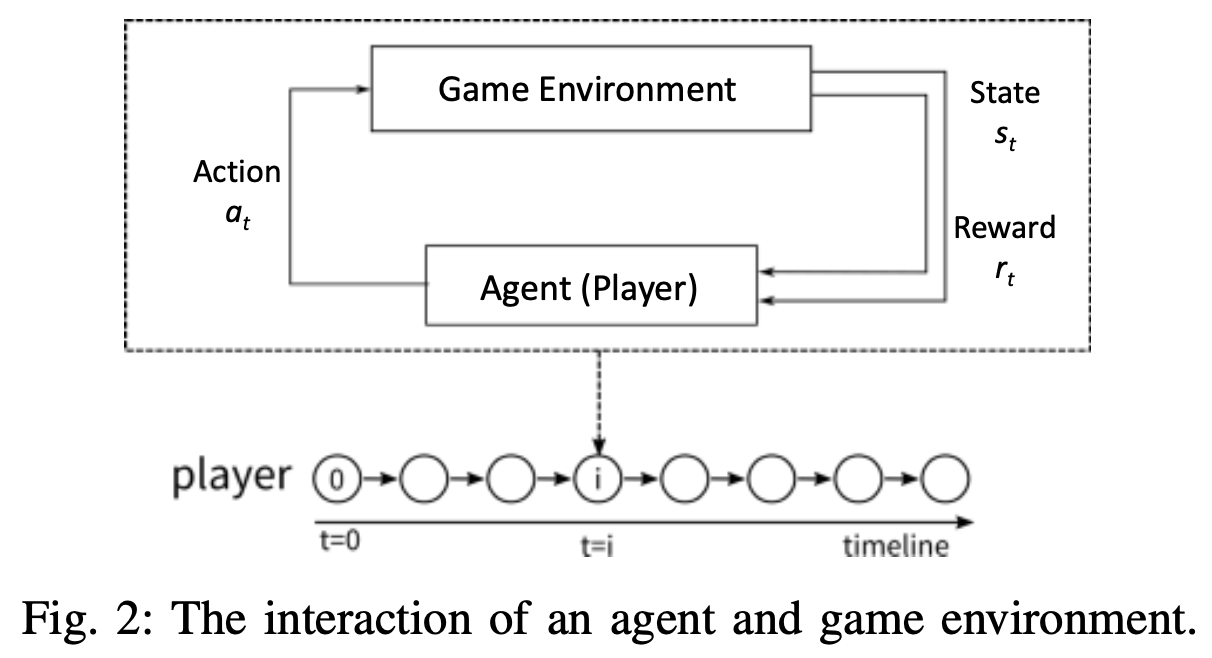 Game Environment
State
s_t
Action
a_t
Reward
r_t
Agent (Player)
player
0
i
t=0
t=i
timeline
Fig. 2: The interaction of an agent and game environment.